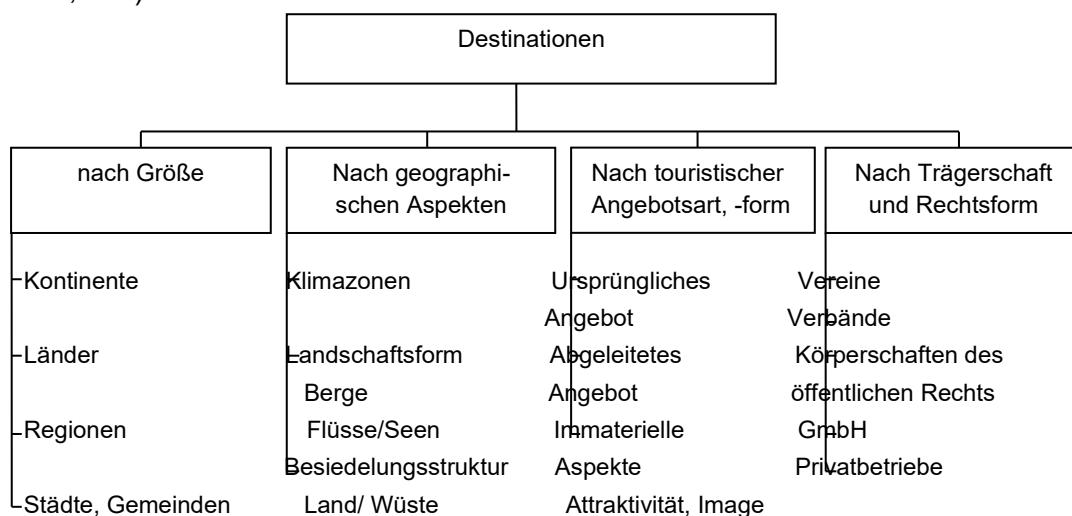 Destinationen
nach Größe
Nach geographi-
schen Aspekten
Nach touristischer
Angebotsart, -form
Nach Trägerschaft
und Rechtsform
Kontinente
Länder
Regionen
Städte, Gemeinden
Klimazonen
Landschaftsform
Berge
Flüsse/Seen
Besiedelungsstruktur
Land/ Wüste
Ursprüngliches
Angebot
Abgeleitetes
Angebot
Immaterielle
Aspekte
Attraktivität, Image
Vereine
Verbände
Körperschaften des
öffentlichen Rechts
GmbH
Privatbetriebe